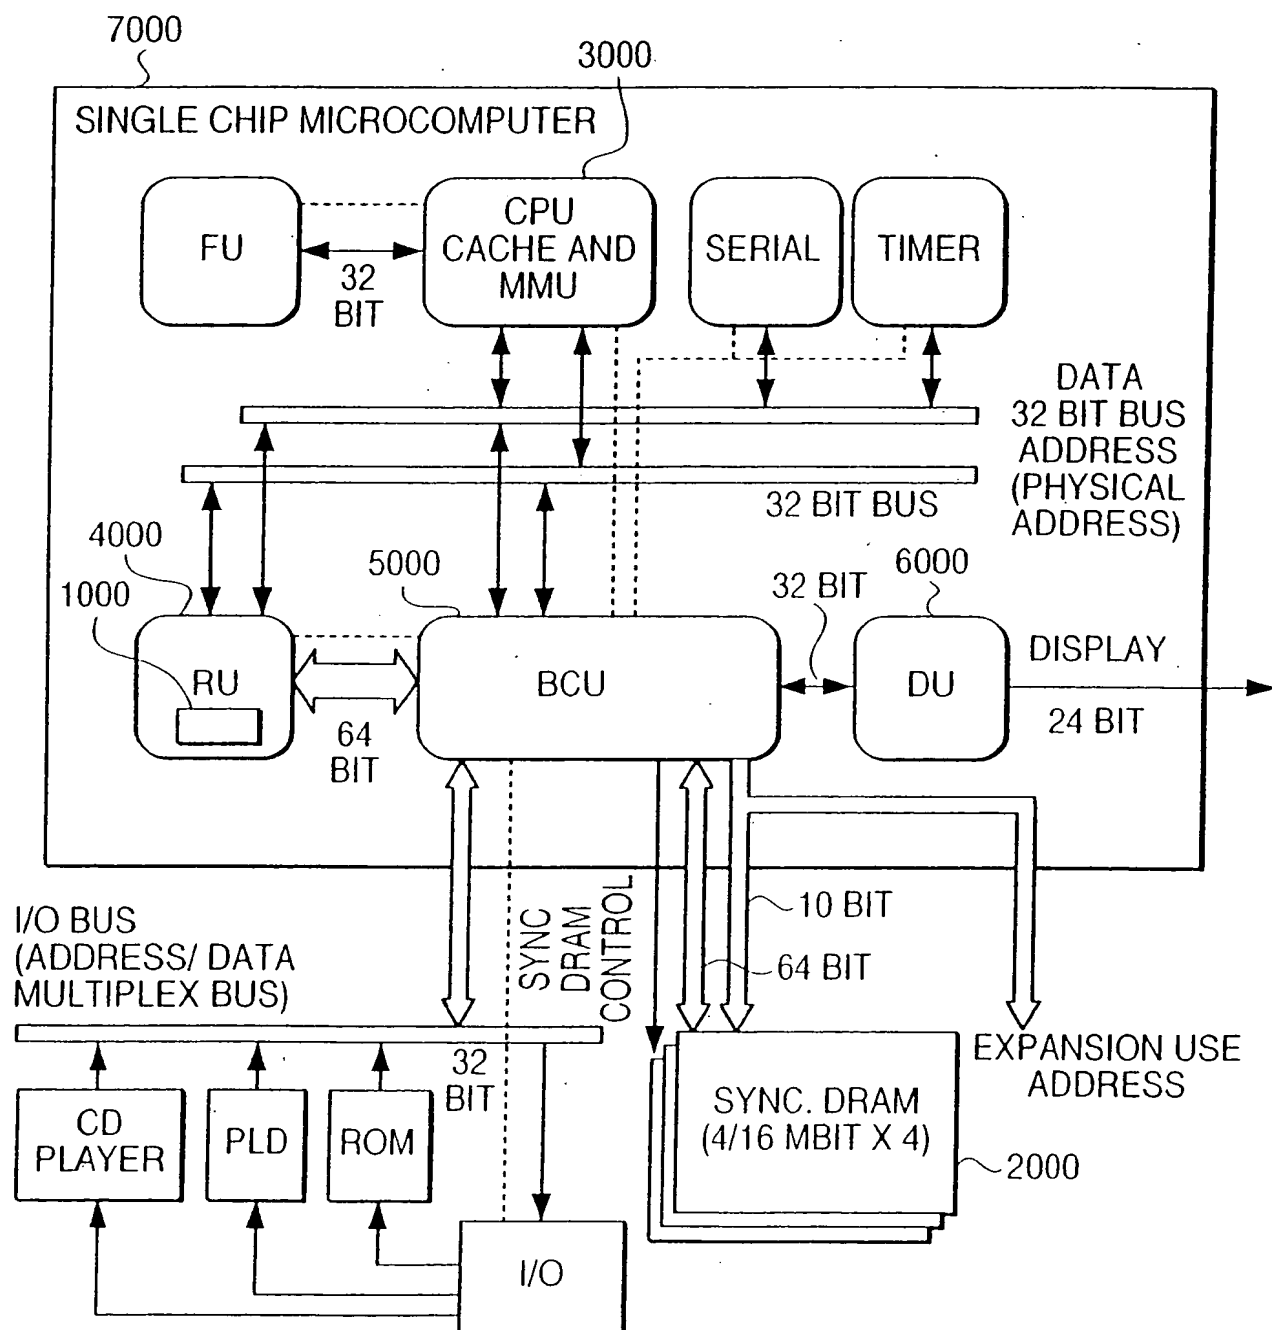 7000
3000
SINGLE CHIP MICROCOMPUTER
FU
32
BIT
CPU
CACHE AND
MMU
SERIAL
TIMER
DATA
32 BIT BUS
ADDRESS
(PHYSICAL
ADDRESS)
32 BIT BUS
4000
1000
5000
32 BIT
6000
RU
64
BIT
BCU
DU
DISPLAY
24 BIT
I/O BUS
(ADDRESS/ DATA
MULTIPLEX BUS)
32
BIT
SYNC
DRAM
CONTROL
10 BIT
64 BIT
EXPANSION USE
ADDRESS
CD
PLAYER
PLD
ROM
I/O
SYNC. DRAM
(4/16 MBIT X 4)
2000